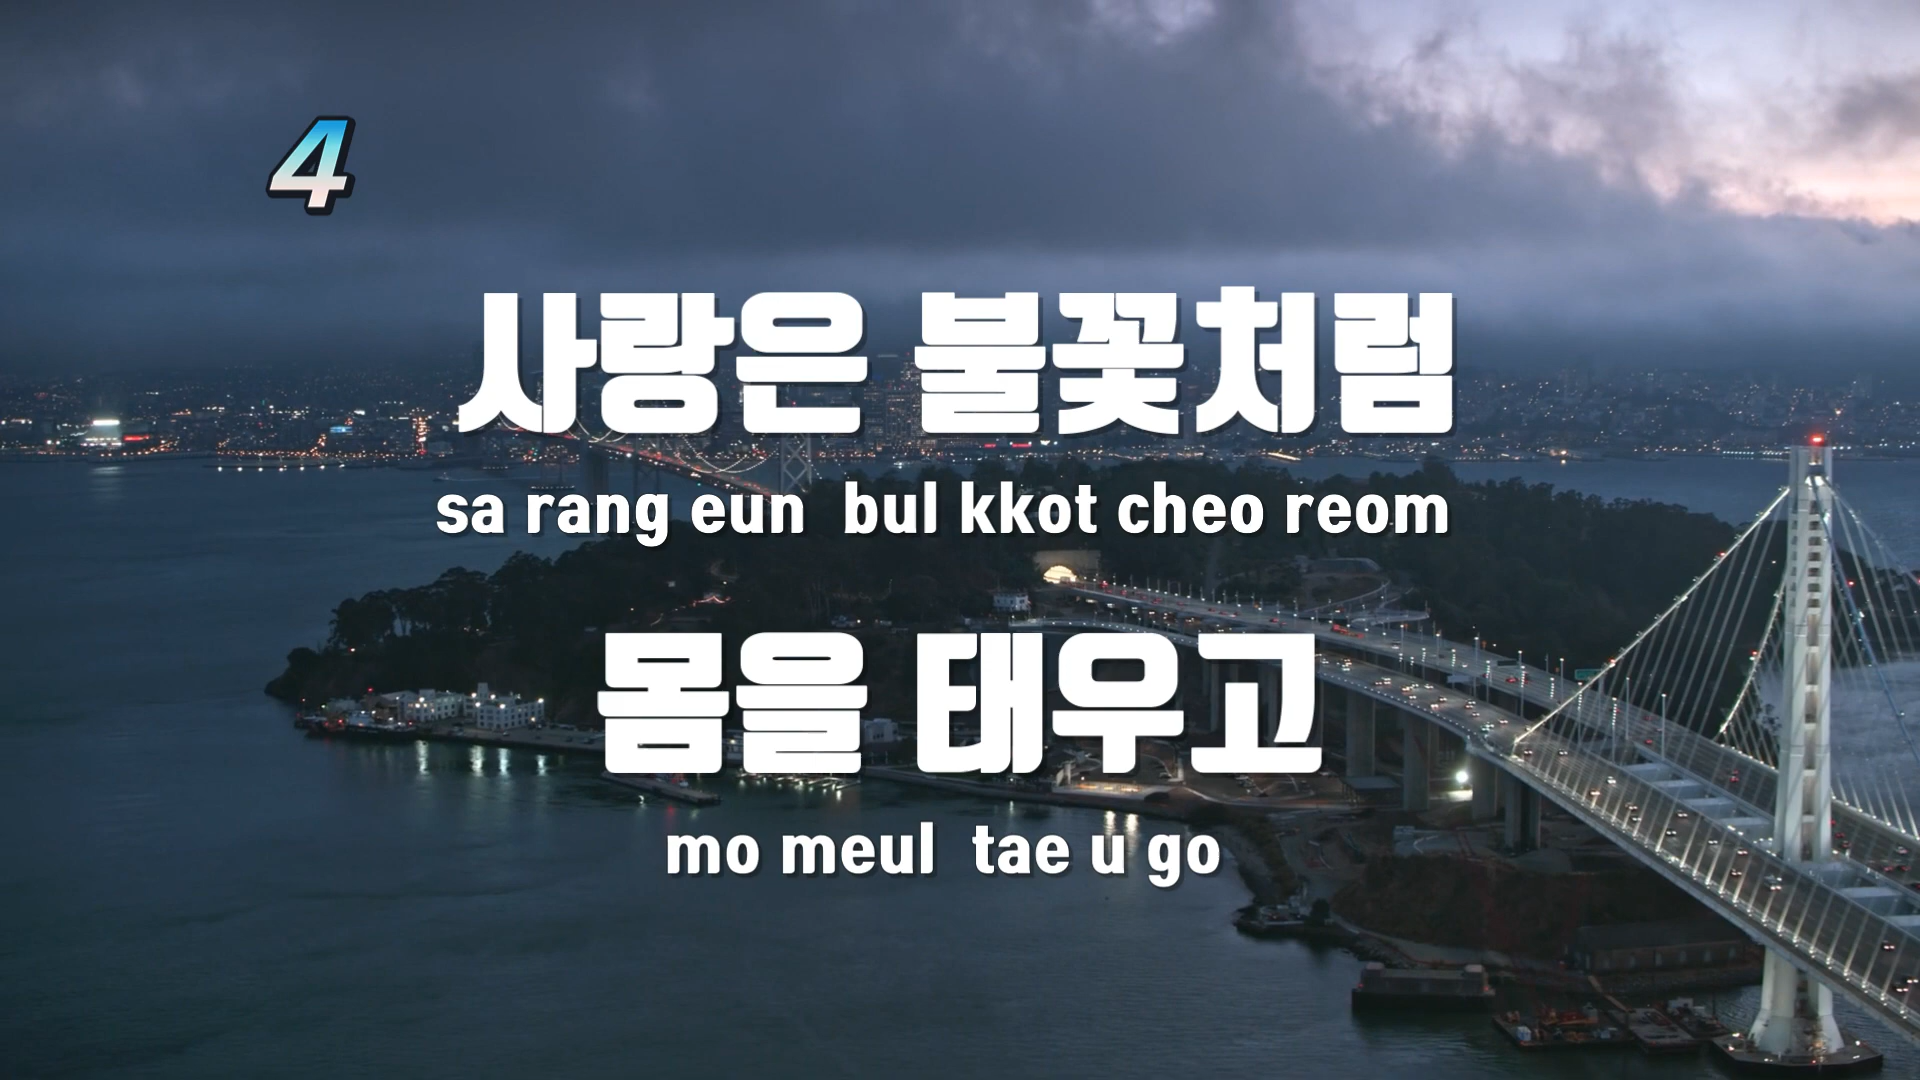 4
사랑은 불꽃처럼
sa rang eun bul kkot cheo reom
몸을 태우고
mo meul tae u go